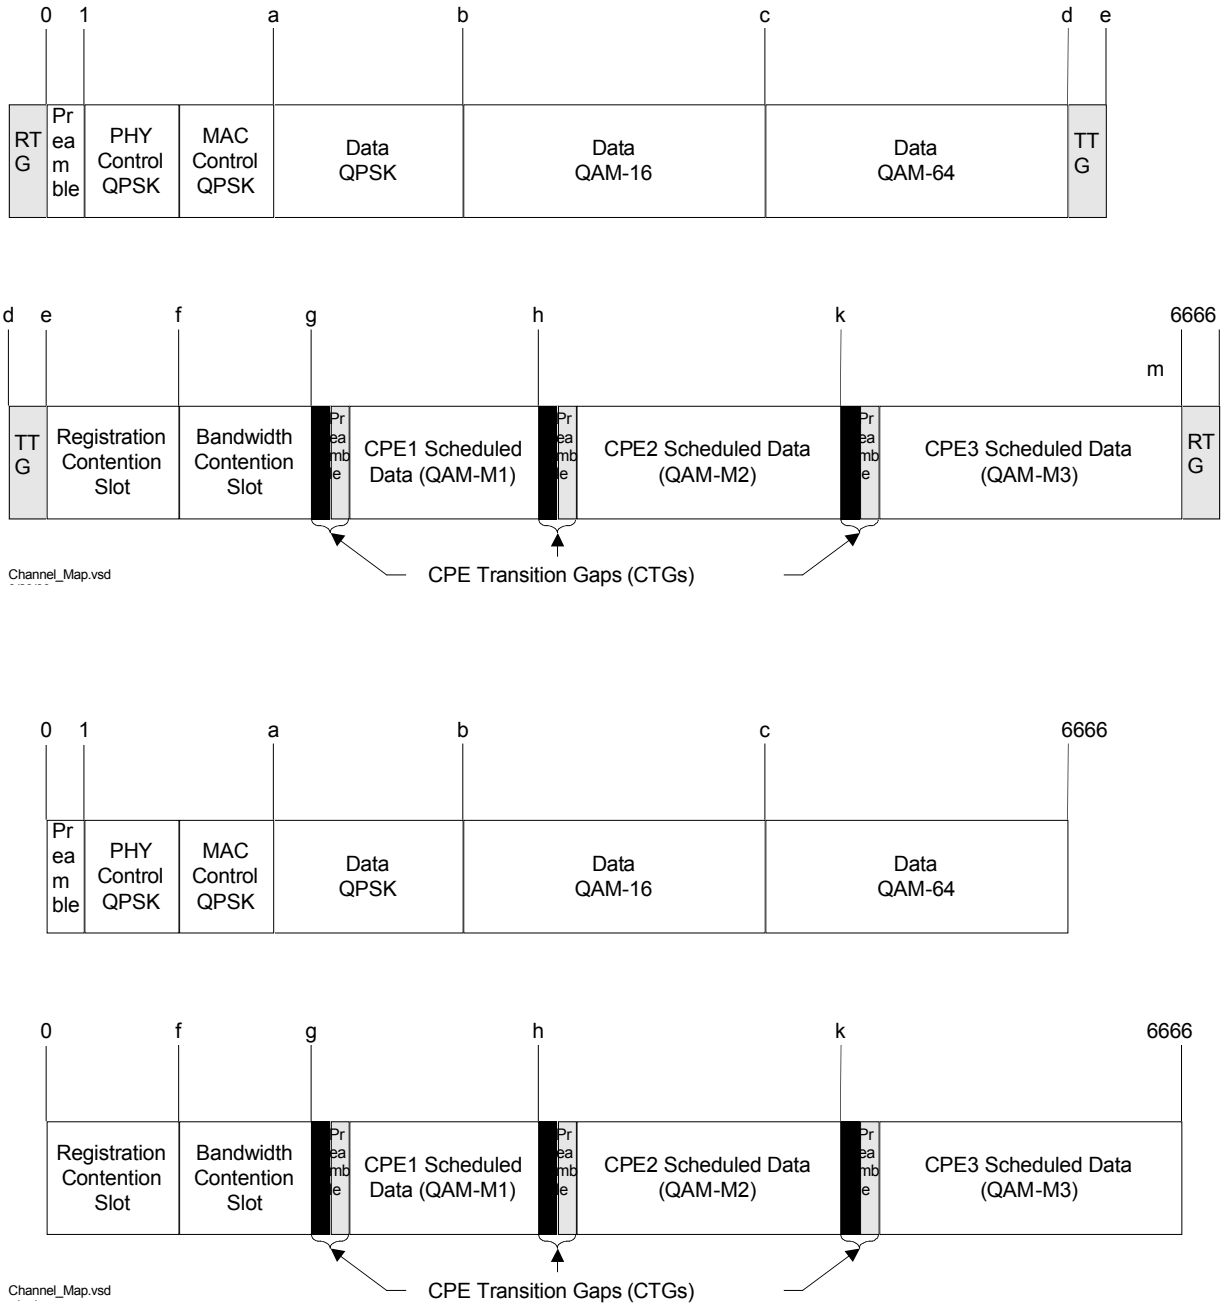 0 1 a b c d e
RT
G
Pr
ea
m
ble
PHY
Control
QPSK
MAC
Control
QPSK
Data
QPSK
Data
QAM-16
Data
QAM-64
TT
G
d e f g h k 6666
m
TT
G
Registration
Contention
Slot
Bandwidth
Contention
Slot
Pr
ea
mb
le
CPE1 Scheduled
Data (QAM-M1)
Pr
ea
mb
le
CPE2 Scheduled Data
(QAM-M2)
Pr
ea
mb
le
CPE3 Scheduled Data
(QAM-M3)
RT
G
CPE Transition Gaps (CTGs)
Channel_Map.vsd
0 1 a b c 6666
Pr
ea
m
ble
PHY
Control
QPSK
MAC
Control
QPSK
Data
QPSK
Data
QAM-16
Data
QAM-64
0 f g h k 6666
Registration
Contention
Slot
Bandwidth
Contention
Slot
Pr
ea
mb
le
CPE1 Scheduled
Data (QAM-M1)
Pr
ea
mb
le
CPE2 Scheduled Data
(QAM-M2)
Pr
ea
mb
le
CPE3 Scheduled Data
(QAM-M3)
CPE Transition Gaps (CTGs)
Channel_Map.vsd